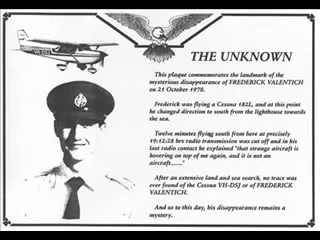 THE UNKNOWN
This plaque commemorates the landmark of the
mysterious disappearance of FREDERICK VALENTICH
on 21 October 1978.
Frederick was flying a Cessna 182L, and at this point
he changed direction to south from the lighthouse towards
the sea.
Twelve minutes flying south from here at precisely
19:12:28 hrs radio transmission was cut off and in his
last radio contact he explained "that strange aircraft is
hovering on top of me again, and it is not an
aircraft......."
After an extensive land and sea search, no trace was
ever found of the Cessna VH-DSJ or of FREDERICK
VALENTICH.
And so to this day, his disappearance remains a
mystery.